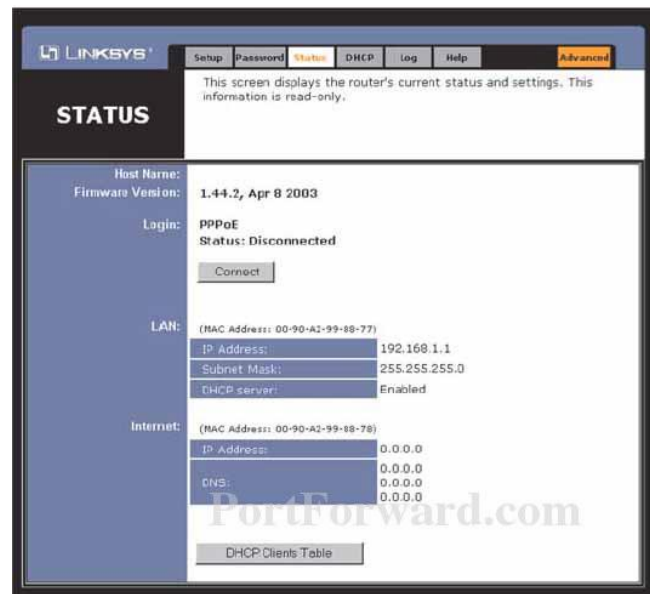 LINKSYS®
Setup Password Status DHCP Log Help Advanced
STATUS
This screen displays the router's current status and settings. This
information is read-only.
Host Name:
Firmware Version: 1.44.2, Apr 8 2003
Login: PPPoE
Status: Disconnected
Connect
LAN: (MAC Address: 00-90-A2-99-88-77)
IP Address: 192.168.1.1
Subnet Mask: 255.255.255.0
DHCP server: Enabled
Internet: (MAC Address: 00-90-A2-99-88-78)
IP Address: 0.0.0.0
DNS: 0.0.0.0
0.0.0.0
0.0.0.0
PortForward.com
DHCP Clients Table